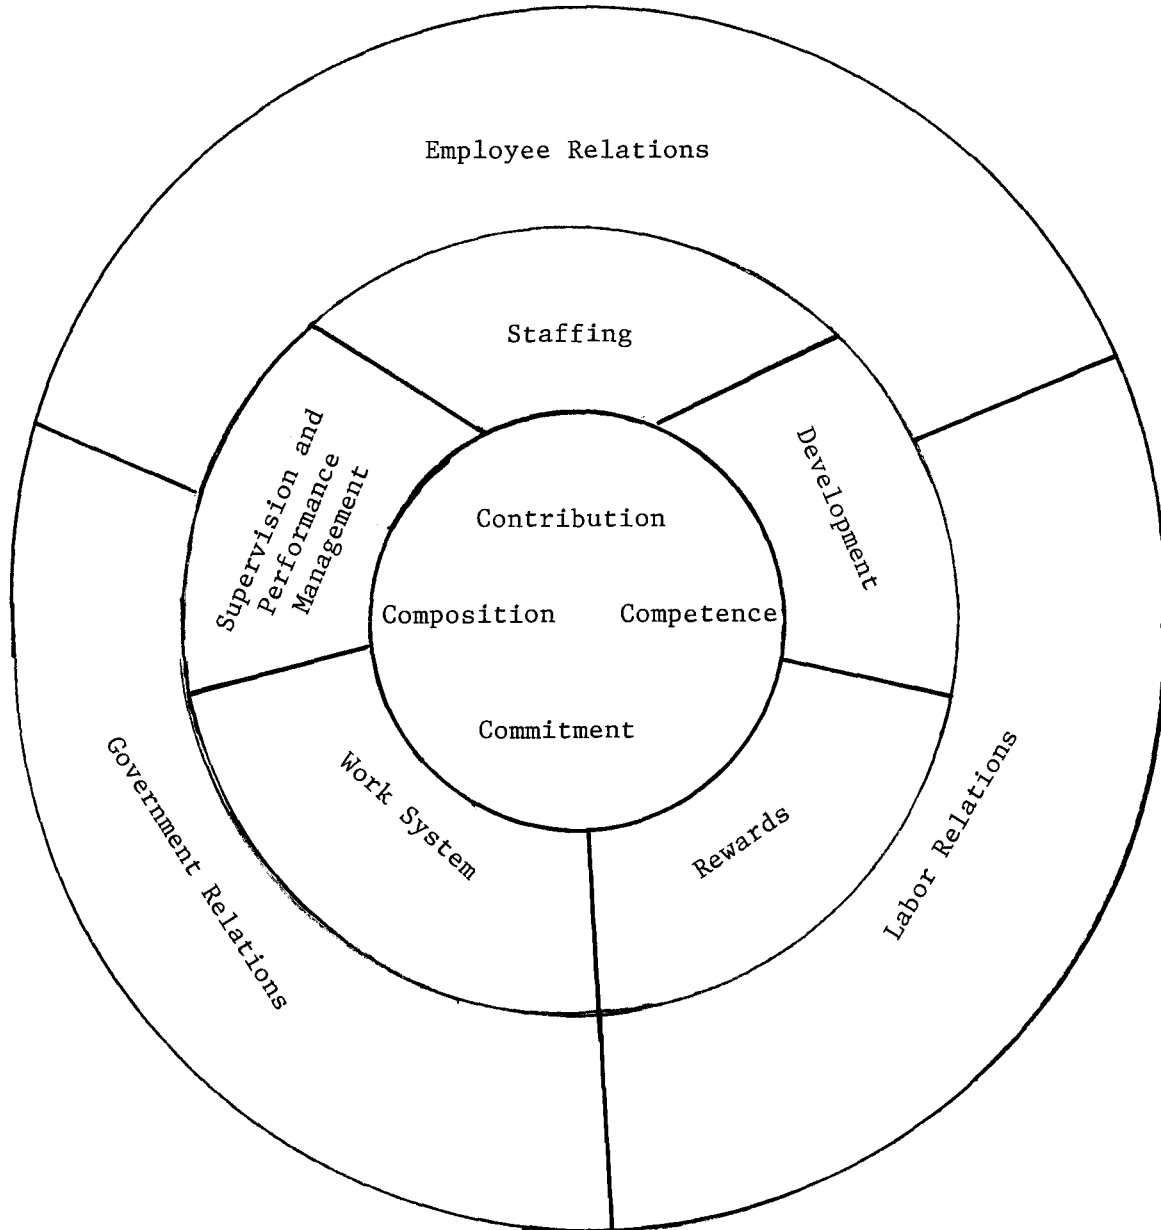 Employee Relations
Staffing
Supervision and
Performance
Management
Development
Contribution
Composition Competence
Commitment
Work System
Rewards
Government Relations
Labor Relations